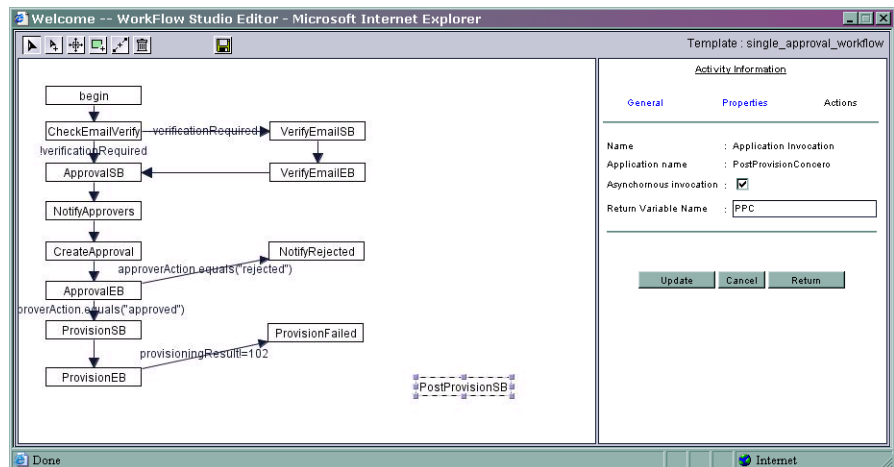 Welcome -- WorkFlow Studio Editor - Microsoft Internet Explorer
Template : single_approval_workflow
begin
CheckEmailVerify
verificationRequired
VerifyEmailSB
!verificationRequired
ApprovalSB
VerifyEmailEB
NotifyApprovers
CreateApproval
NotifyRejected
approverAction.equals("rejected")
ApprovalEB
proverAction.equals("approved")
ProvisionSB
ProvisionFailed
provisioningResult!=102
ProvisionEB
PostProvisionSB
Activity Information
General Properties Actions
Name : Application Invocation
Application name : PostProvisionConcero
Asynchornous invocation :
Return Variable Name : PPC
Update Cancel Return
Done
Internet